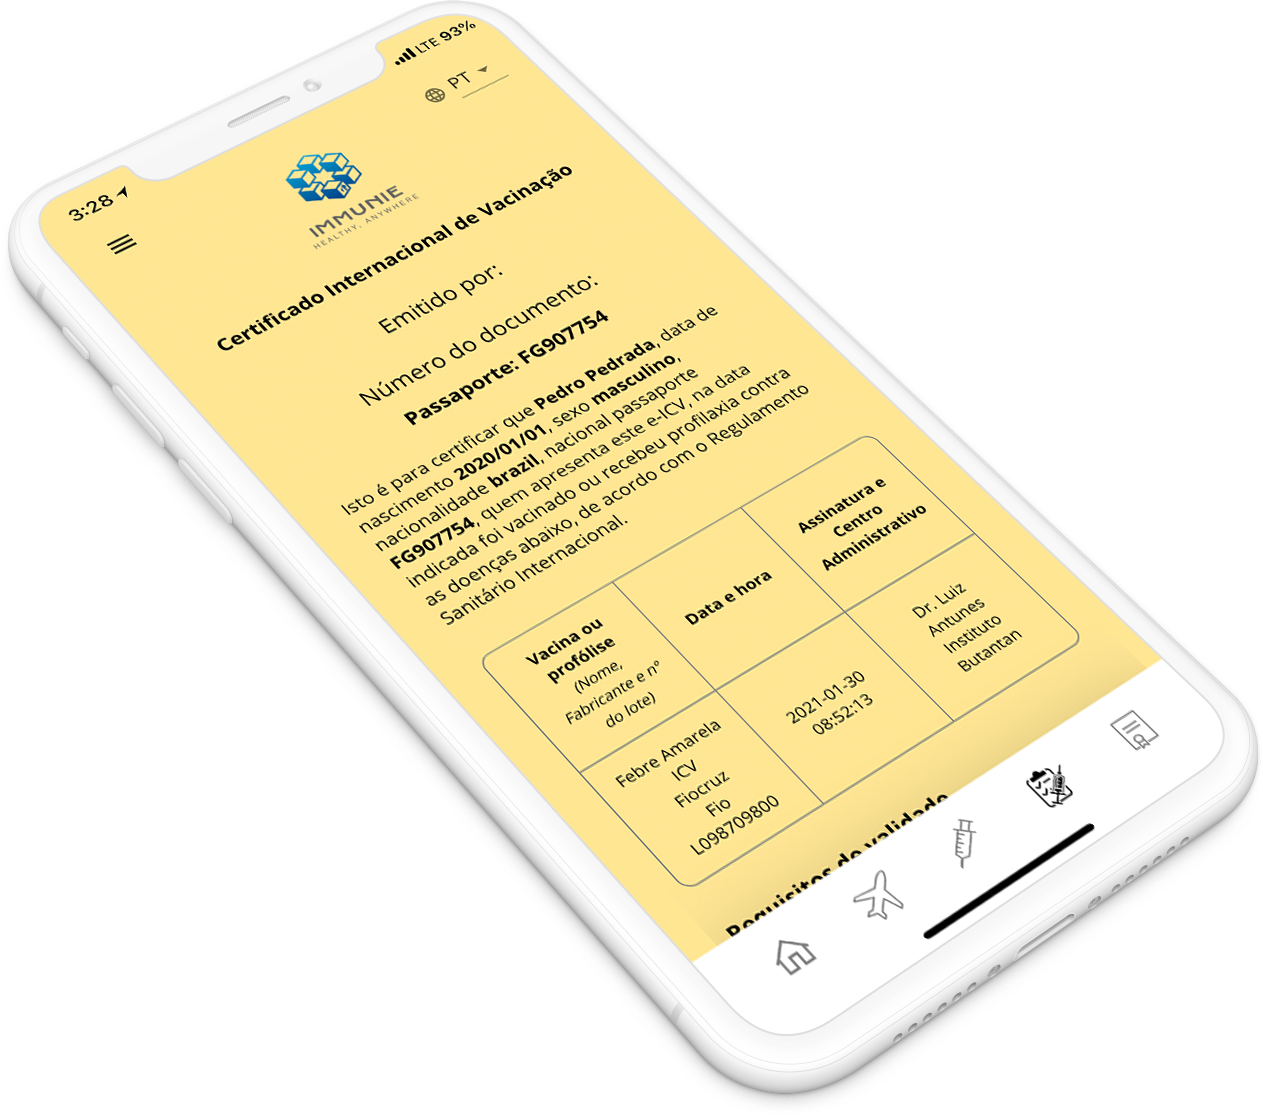 3:28
LTE 93%
PT
IMMUNIE
HEALTHY, ANYWHERE
Certificado Internacional de Vacinação
Emitido por:
Número do documento:
Passaporte: FG907754
Isto é para certificar que Pedro Pedrada, data de
nascimento 2020/01/01, sexo masculino,
nacionalidade brazil, nacional passaporte
FG907754, quem apresenta este e-ICV, na data
indicada foi vacinado ou recebeu profilaxia contra
as doenças abaixo, de acordo com o Regulamento
Sanitário Internacional.
Vacina ou
profólise
(Nome,
Fabricante e nº
do lote)
Data e hora
Assinatura e
Centro
Administrativo
Febre Amarela
ICV
Fiocruz
Fio
L098709800
2021-01-30
08:52:13
Dr. Luiz
Antunes
Instituto
Butantan
Requisitos de validade